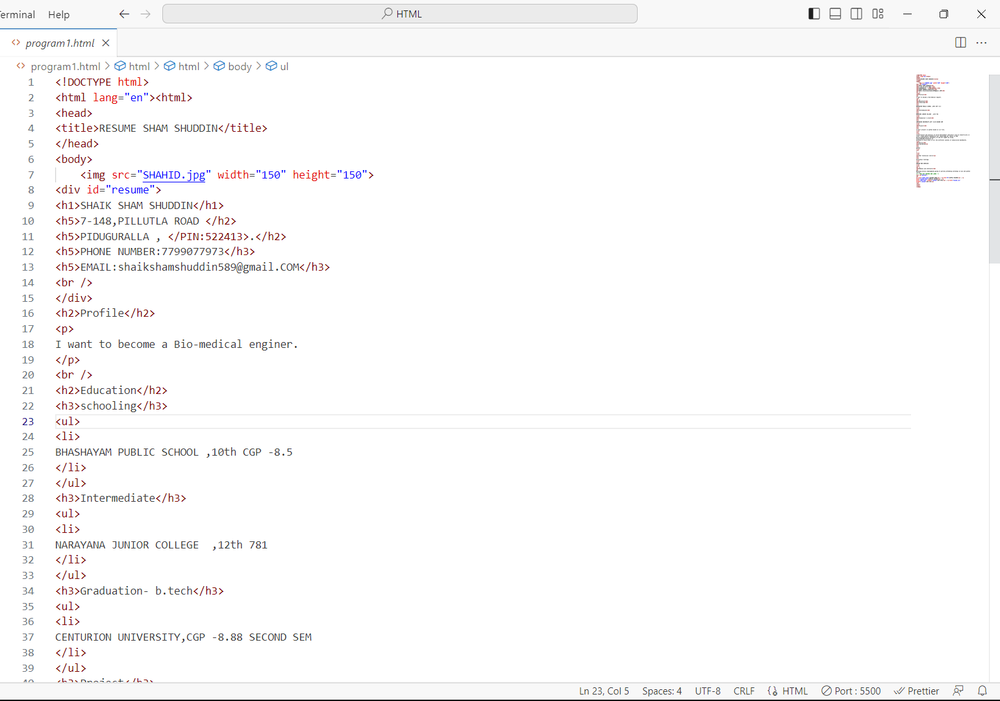 erminal Help HTML
program1.html
program1.html html html body ul
1 <!DOCTYPE html>
2 <html lang="en"><html>
3 <head>
4 <title>RESUME SHAM SHUDDIN</title>
5 </head>
6 <body>
7 <img src="SHAHID.jpg" width="150" height="150">
8 <div id="resume">
9 <h1>SHAIK SHAM SHUDDIN</h1>
10 <h5>7-148,PILLUTLA ROAD </h2>
11 <h5>PIDUGURALLA , </PIN:522413>.</h2>
12 <h5>PHONE NUMBER:7799077973</h3>
13 <h5>EMAIL:shaikshamshuddin589@gmail.COM</h3>
14 <br />
15 </div>
16 <h2>Profile</h2>
17 <p>
18 I want to become a Bio-medical enginer.
19 </p>
20 <br />
21 <h2>Education</h2>
22 <h3>schooling</h3>
23 <ul>
24 <li>
25 BHASHAYAM PUBLIC SCHOOL ,10th CGP -8.5
26 </li>
27 </ul>
28 <h3>Intermediate</h3>
29 <ul>
30 <li>
31 NARAYANA JUNIOR COLLEGE  ,12th 781
32 </li>
33 </ul>
34 <h3>Graduation- b.tech</h3>
35 <ul>
36 <li>
37 CENTURION UNIVERSITY,CGP -8.88 SECOND SEM
38 </li>
39 </ul>
40 <h3>Project</h3>
Ln 23, Col 5 Spaces: 4 UTF-8 CRLF HTML Port : 5500 Prettier